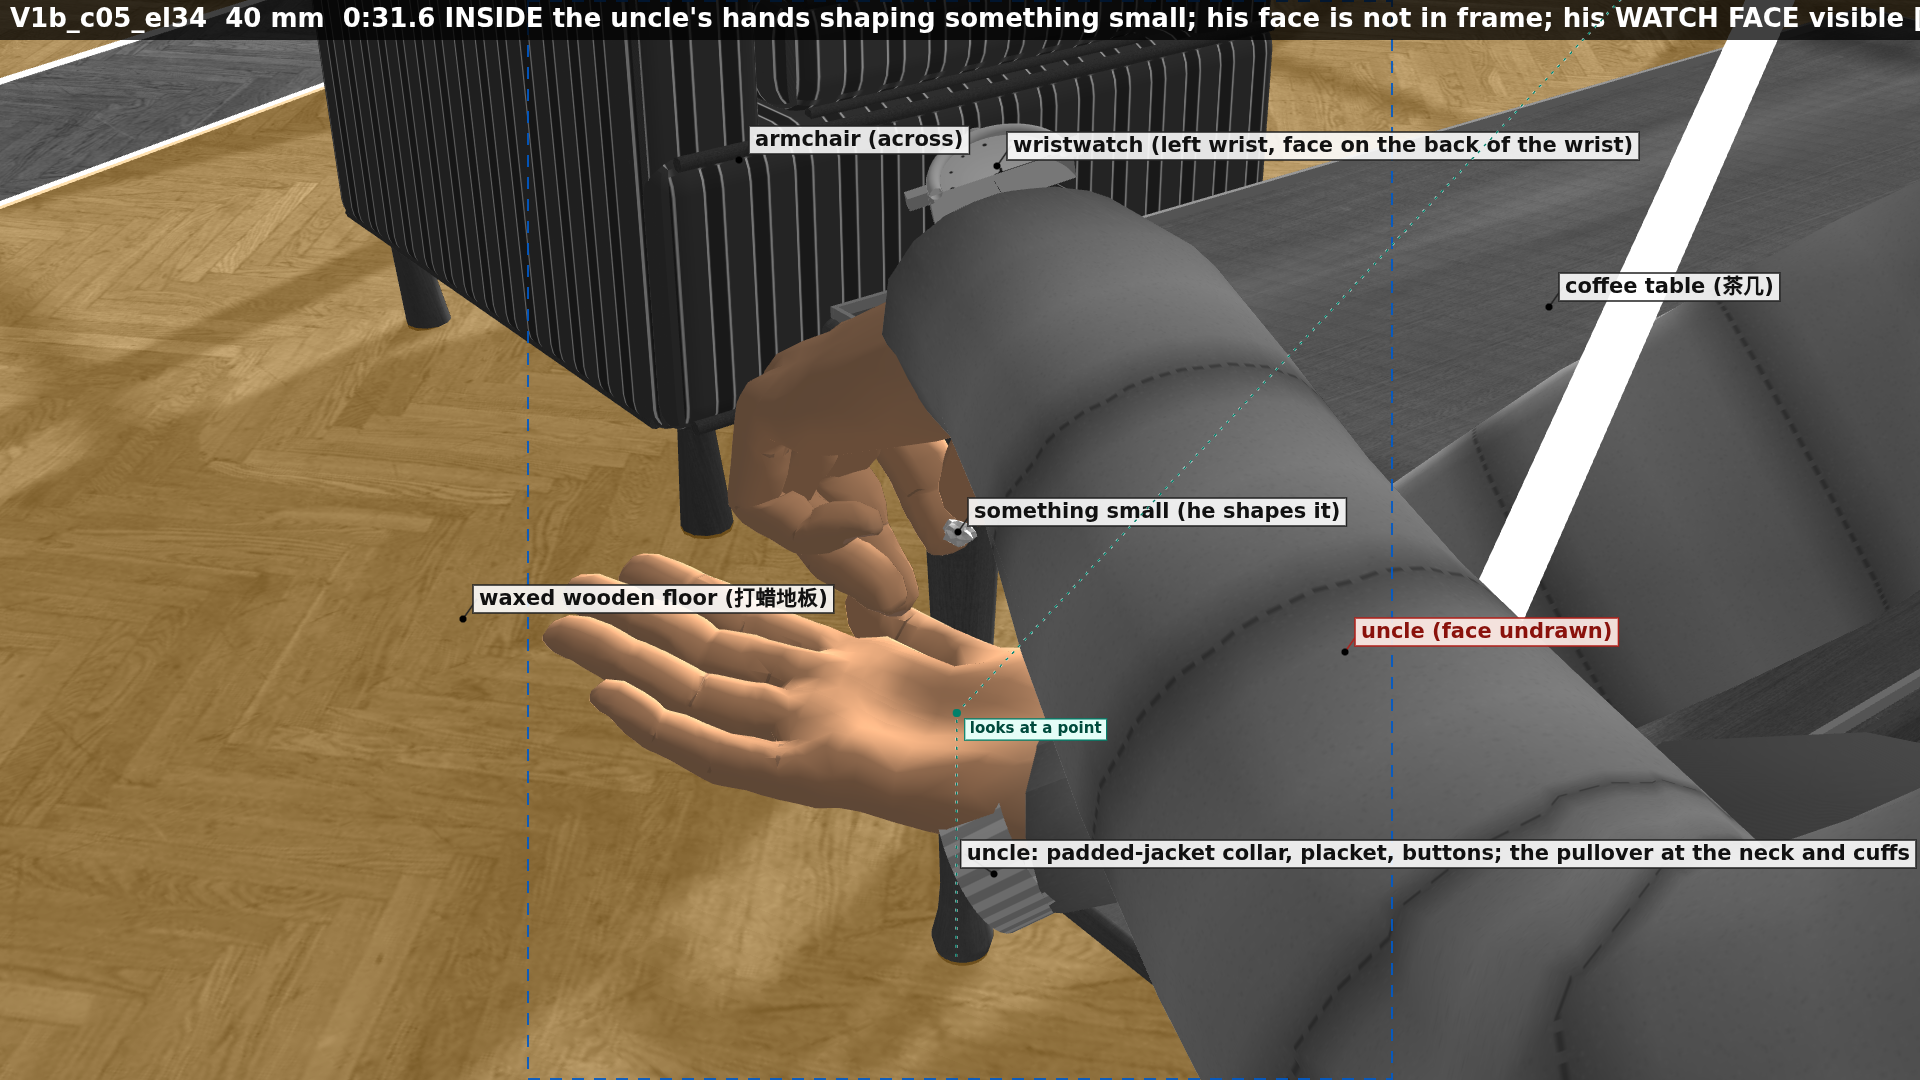 V1b_c05_el34 40 mm 0:31.6 INSIDE the uncle's hands shaping something small; his face is not in frame; his WATCH FACE visible |
armchair (across)
wristwatch (left wrist, face on the back of the wrist)
coffee table (茶几)
something small (he shapes it)
waxed wooden floor (打蜡地板)
uncle (face undrawn)
looks at a point
uncle: padded-jacket collar, placket, buttons; the pullover at the neck and cuffs